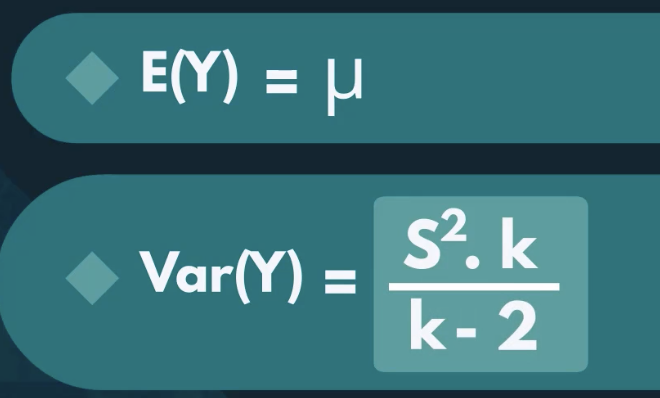 E(Y) = μ
Var(Y) = S². k
k - 2